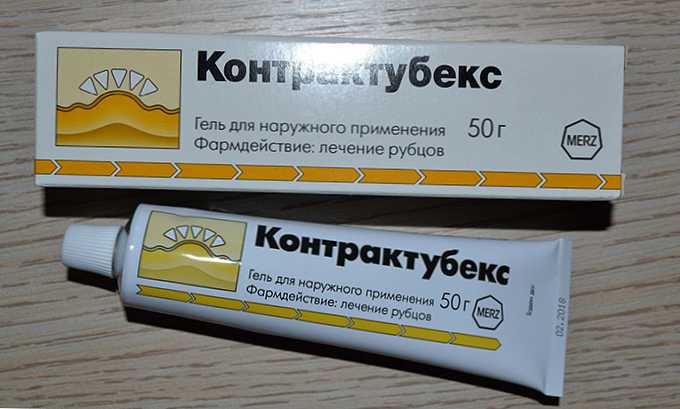 Контрактубекс
Гель для наружного применения 50 г
Фармдействие: лечение рубцов
MERZ
Контрактубекс
Гель для наружного применения 50 г
Фармдействие: лечение рубцов
MERZ
02.2018